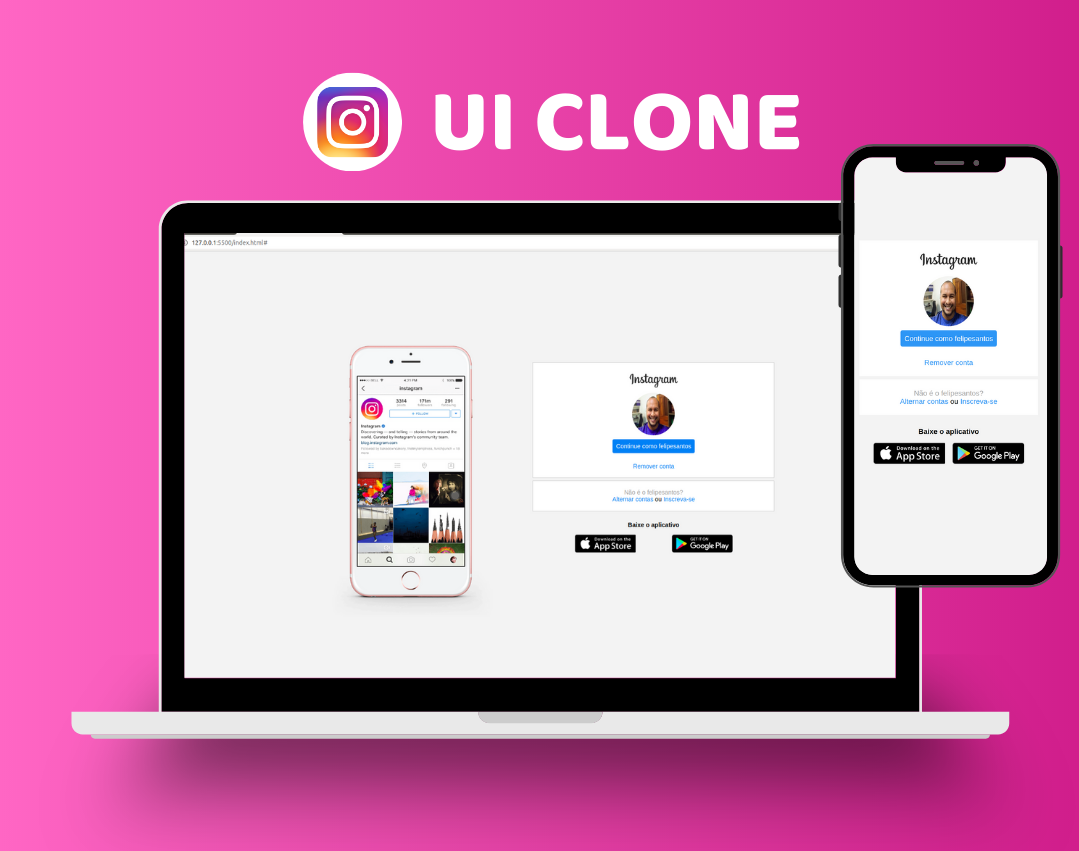 UI CLONE
127.0.0.1:5500/index.html#
4:21 PM
Instagram
3314
171m
291
FOLLOW
Instagram
Discovering — and telling — stories from around the
world. Curated by Instagram's community team.
blog.instagram.com
Instagram
Continue como felipesantos
Remover conta
Não é o felipesantos?
Alternar contas ou Inscreva-se
Baixe o aplicativo
Download on the
App Store
GET IT ON
Google Play
Instagram
Continue como felipesantos
Remover conta
Não é o felipesantos?
Alternar contas ou Inscreva-se
Baixe o aplicativo
Download on the
App Store
GET IT ON
Google Play